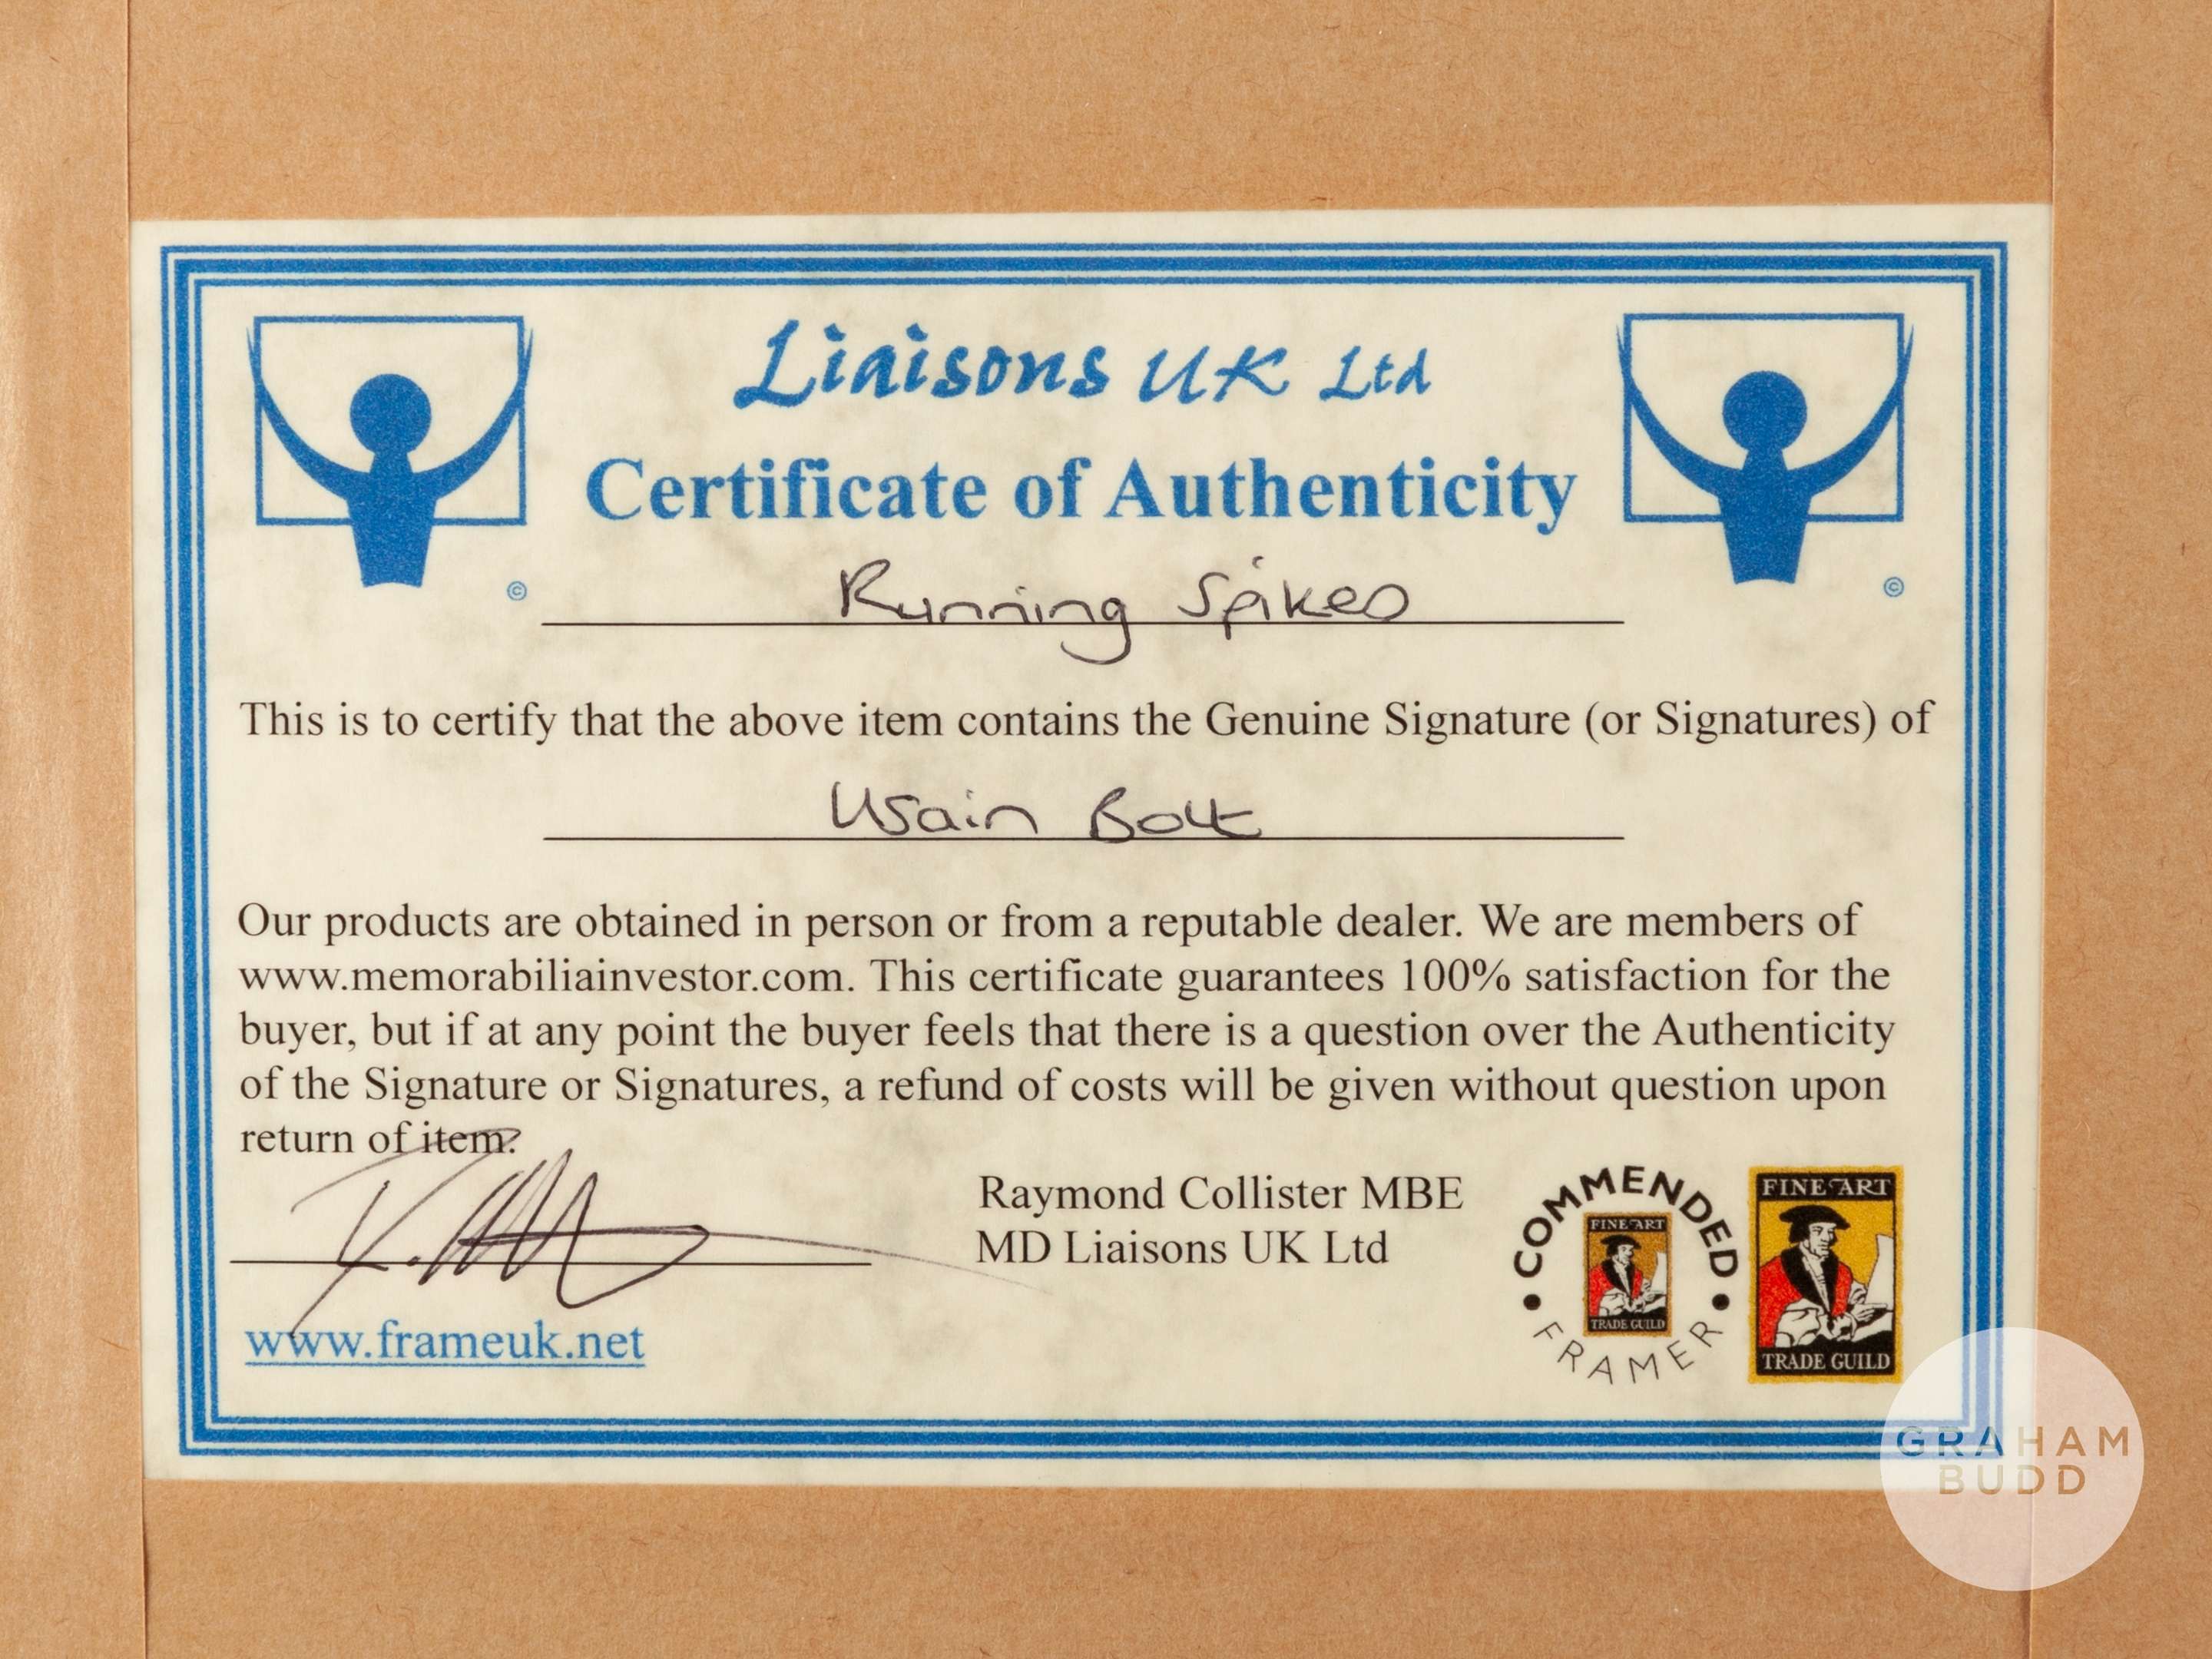 Liaisons UK Ltd
Certificate of Authenticity
©
©
Running Spikes
This is to certify that the above item contains the Genuine Signature (or Signatures) of
Usain Bolt
Our products are obtained in person or from a reputable dealer. We are members of
www.memorabiliainvestor.com. This certificate guarantees 100% satisfaction for the
buyer, but if at any point the buyer feels that there is a question over the Authenticity
of the Signature or Signatures, a refund of costs will be given without question upon
return of item.
Raymond Collister MBE
MD Liaisons UK Ltd
www.frameuk.net
COMMENDED
FINE ART
TRADE GUILD
FRAMER
FINE ART
TRADE GUILD
GRAHAM
BUDD